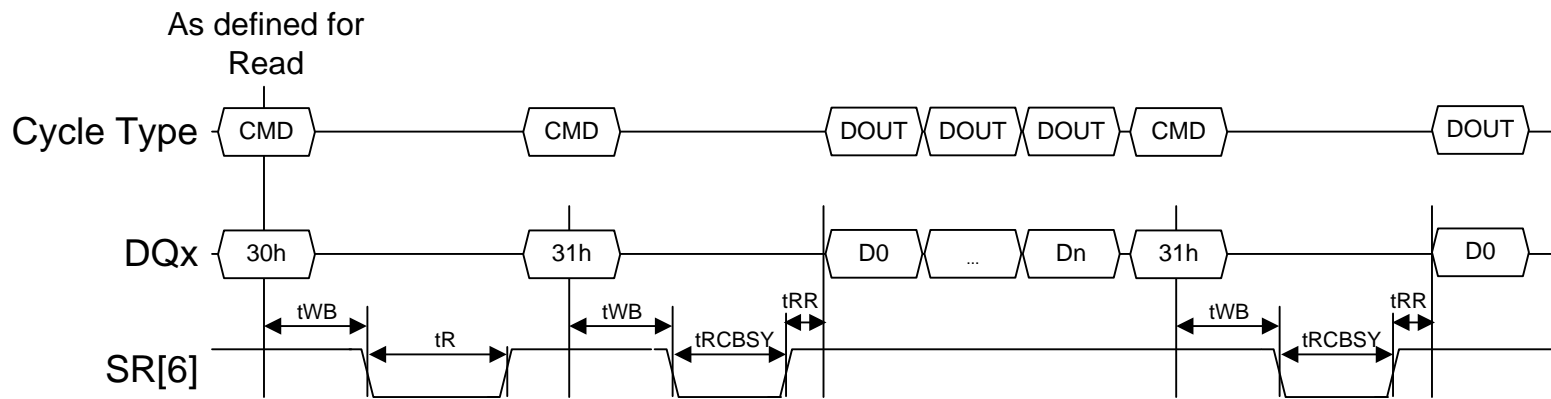 As defined for
Read
Cycle Type CMD CMD DOUT DOUT DOUT CMD DOUT
DQx 30h 31h D0 ... Dn 31h D0
tWB tR tWB tRCBSY tRR tWB tRCBSY tRR
SR[6]